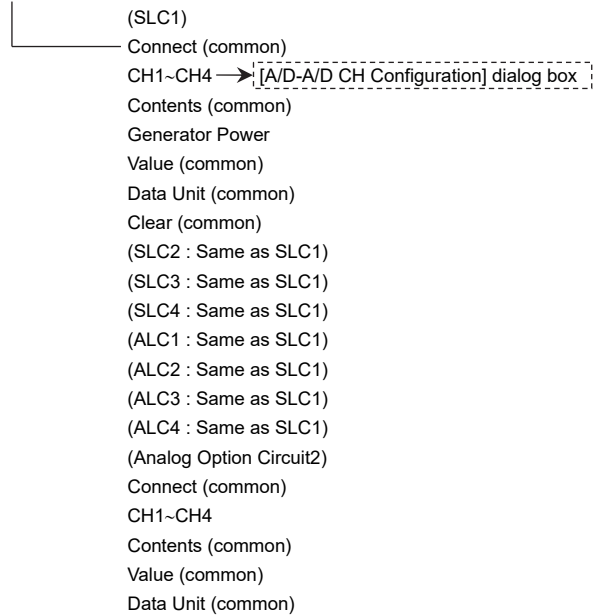 (SLC1)
Connect (common)
CH1~CH4 [A/D-A/D CH Configuration] dialog box
Contents (common)
Generator Power
Value (common)
Data Unit (common)
Clear (common)
(SLC2 : Same as SLC1)
(SLC3 : Same as SLC1)
(SLC4 : Same as SLC1)
(ALC1 : Same as SLC1)
(ALC2 : Same as SLC1)
(ALC3 : Same as SLC1)
(ALC4 : Same as SLC1)
(Analog Option Circuit2)
Connect (common)
CH1~CH4
Contents (common)
Value (common)
Data Unit (common)